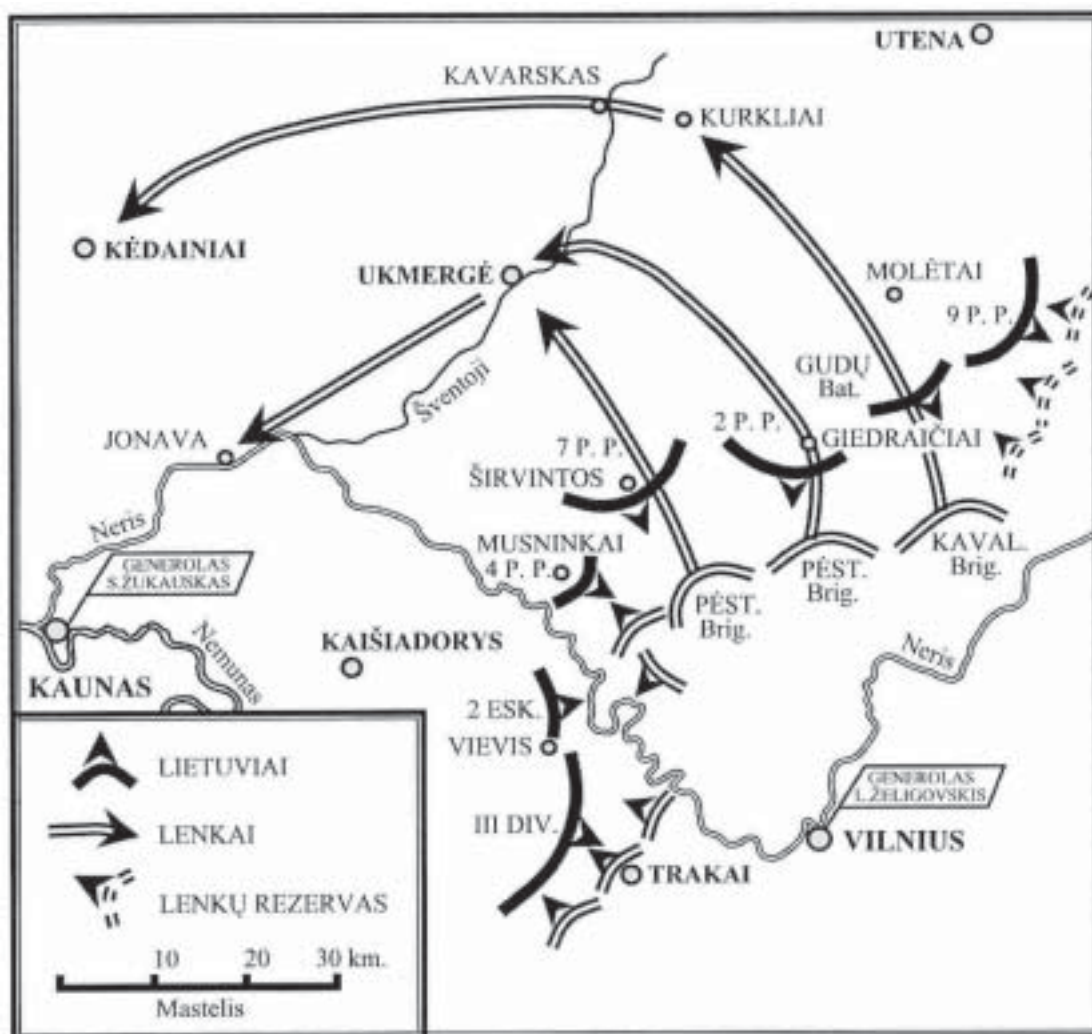 UTENA
KAVARSKAS
KURKLIAI
KĖDAINIAI
UKMERGĖ
MOLĖTAI
9 P. P.
GUDŲ
Bat.
Šventoji
JONAVA
2 P. P.
GIEDRAIČIAI
7 P. P.
ŠIRVINTOS
Neris
MUSNINKAI
4 P. P.
KAVAL.
Brig.
PĖST.
Brig.
PĖST.
Brig.
GENEROLAS
S.ŽUKAUSKAS
Nemunas
KAIŠIADORYS
Neris
KAUNAS
2 ESK.
VIEVIS
GENEROLAS
L.ŽELIGOVSKIS
III DIV.
VILNIUS
TRAKAI
LIETUVIAI
LENKAI
LENKŲ REZERVAS
10 20 30 km.
Mastelis